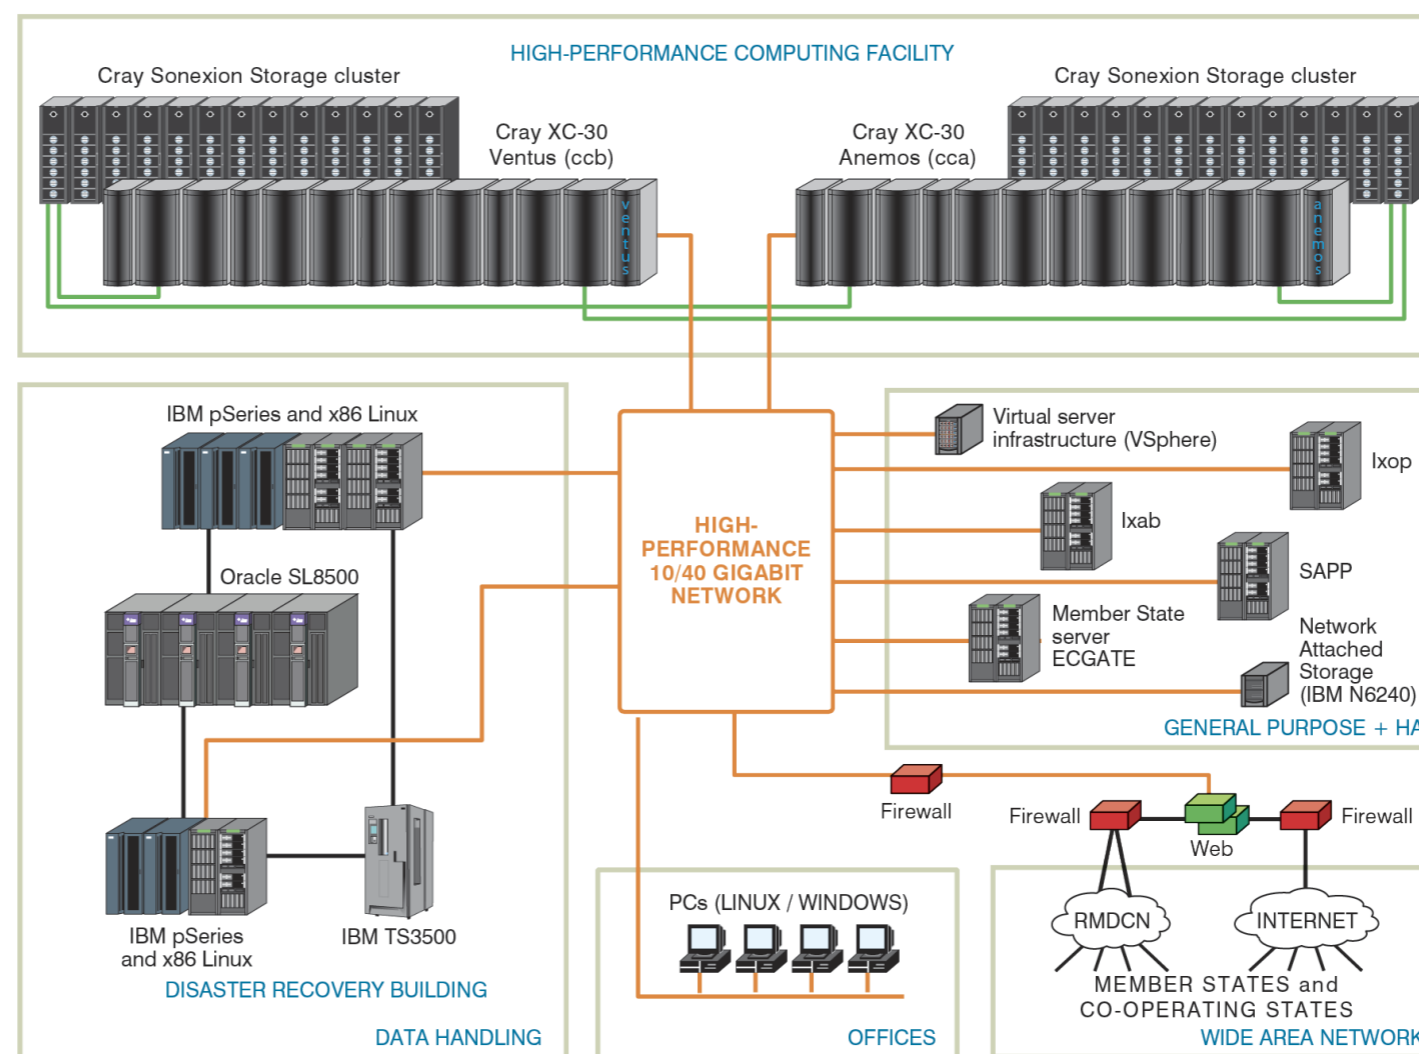 HIGH-PERFORMANCE COMPUTING FACILITY
Cray Sonexion Storage cluster
Cray Sonexion Storage cluster
Cray XC-30
Ventus (ccb)
Cray XC-30
Anemos (cca)
ventus
anemos
IBM pSeries and x86 Linux
Oracle SL8500
IBM pSeries
and x86 Linux
IBM TS3500
DISASTER RECOVERY BUILDING
DATA HANDLING
HIGH-
PERFORMANCE
10/40 GIGABIT
NETWORK
Virtual server
infrastructure (VSphere)
Ixop
Ixab
SAPP
Member State
server
ECGATE
Network
Attached
Storage
(IBM N6240)
GENERAL PURPOSE + HA
Firewall
Firewall
Web
Firewall
PCs (LINUX / WINDOWS)
OFFICES
RMDCN
INTERNET
MEMBER STATES and
CO-OPERATING STATES
WIDE AREA NETWORK